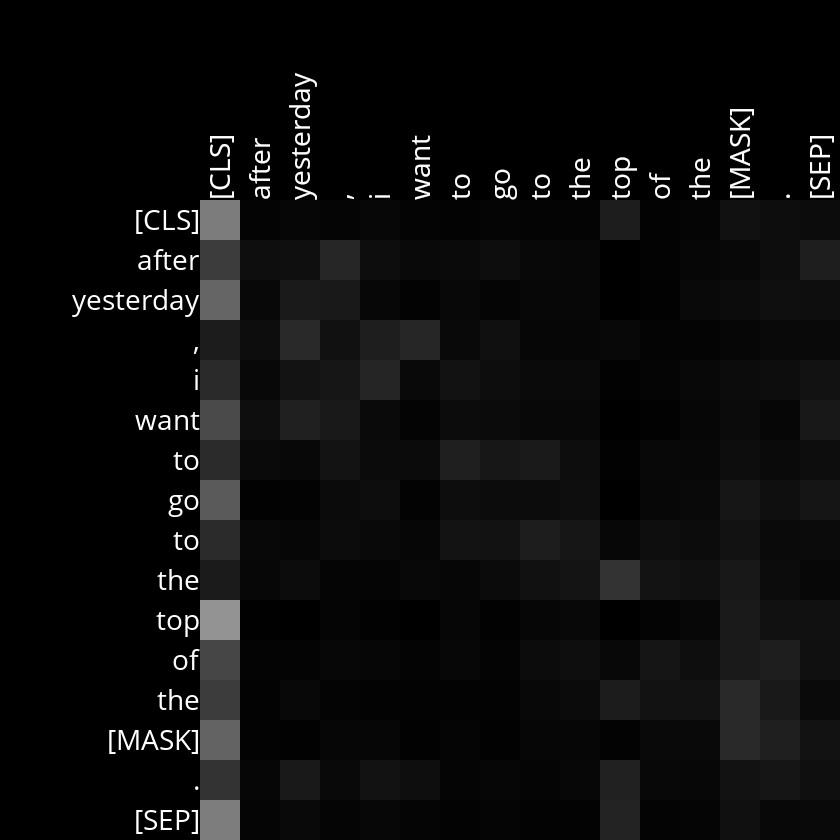 [CLS] after yesterday , i want to go to the top of the [MASK] . [SEP]
[CLS]
after
yesterday
,
i
want
to
go
to
the
top
of
the
[MASK]
.
[SEP]